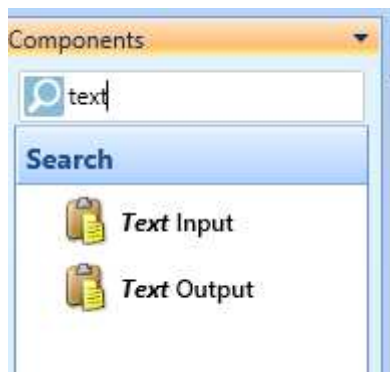 Components
text
Search
Text Input
Text Output